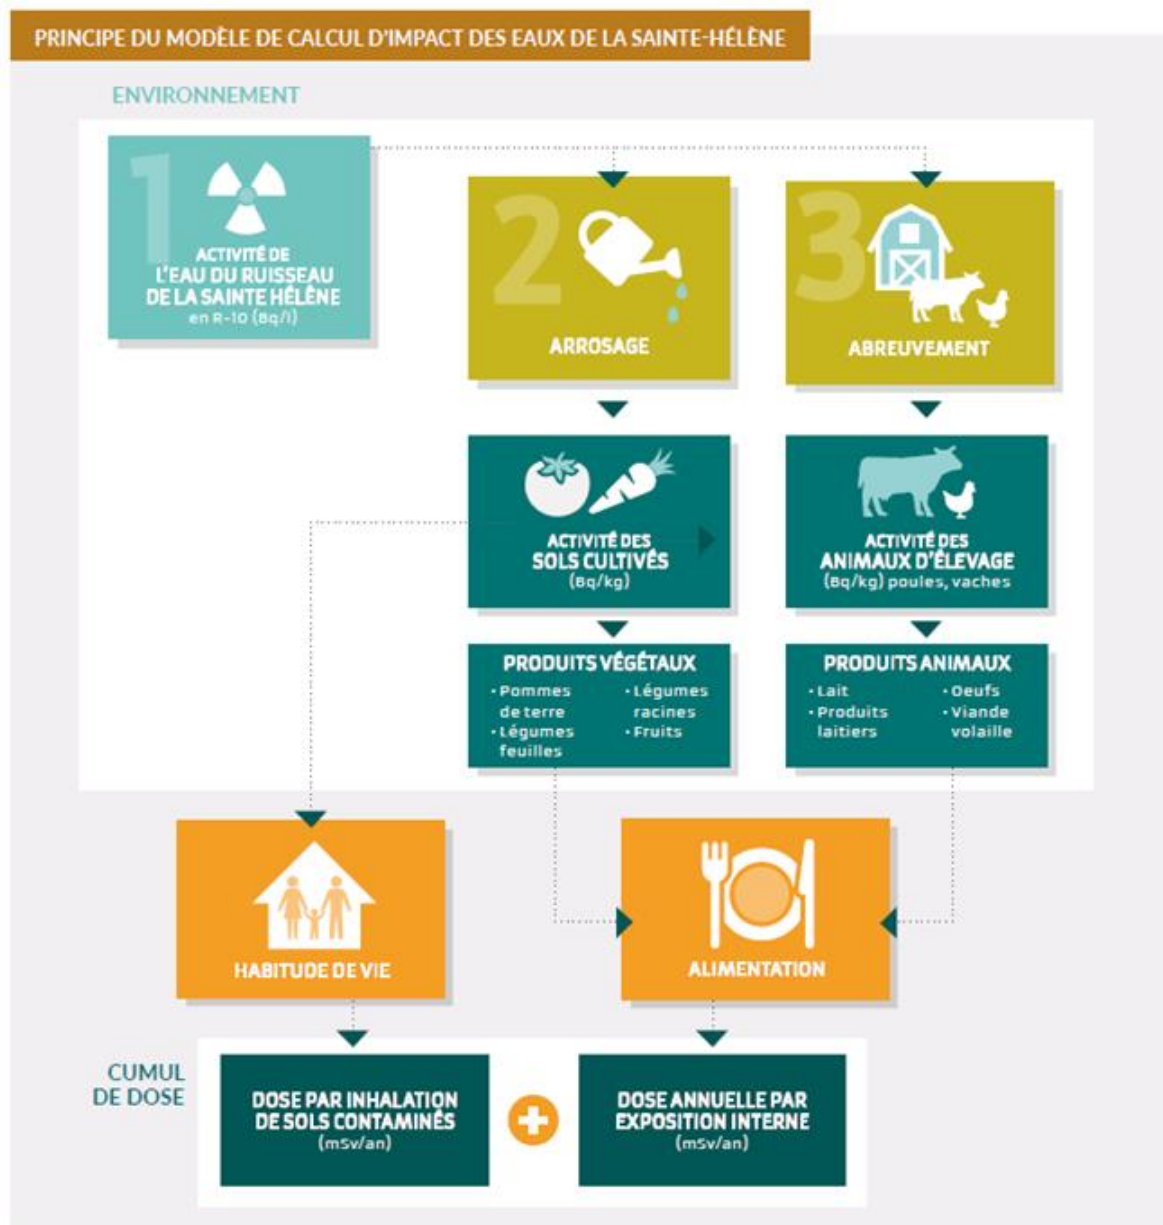 PRINCIPE DU MODÈLE DE CALCUL D'IMPACT DES EAUX DE LA SAINTE-HÉLÈNE
ENVIRONNEMENT
1
ACTIVITÉ DE
L'EAU DU RUISSEAU
DE LA SAINTE HÉLÈNE
en R-10 (Bq/l)
2
ARROSAGE
3
ABREUVEMENT
ACTIVITÉ DES
SOLS CULTIVÉS
(Bq/kg)
ACTIVITÉ DES
ANIMAUX D'ÉLEVAGE
(Bq/kg) poules, vaches
PRODUITS VÉGÉTAUX
• Pommes
de terre
• Légumes
feuilles
• Légumes
racines
• Fruits
PRODUITS ANIMAUX
• Lait
• Produits
laitiers
• Oeufs
• Viande
volaille
HABITUDE DE VIE
ALIMENTATION
CUMUL
DE DOSE
DOSE PAR INHALATION
DE SOLS CONTAMINÉS
(mSv/an)
+
DOSE ANNUELLE PAR
EXPOSITION INTERNE
(mSv/an)